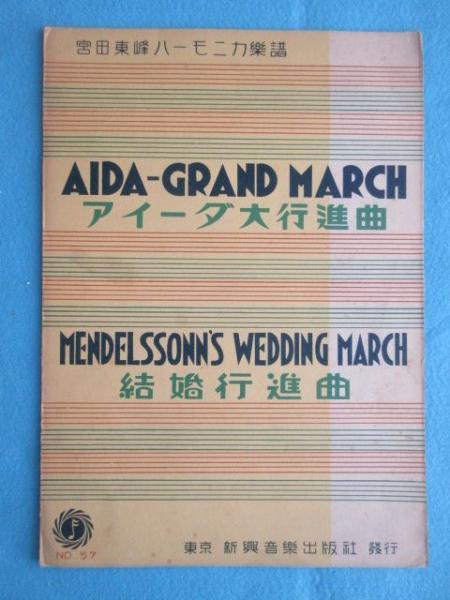 宮田東峰ハーモニカ樂譜
AIDA-GRAND MARCH
アイーダ大行進曲
MENDELSSONN'S WEDDING MARCH
結婚行進曲
NO 57
東京 新興音樂出版社 發行